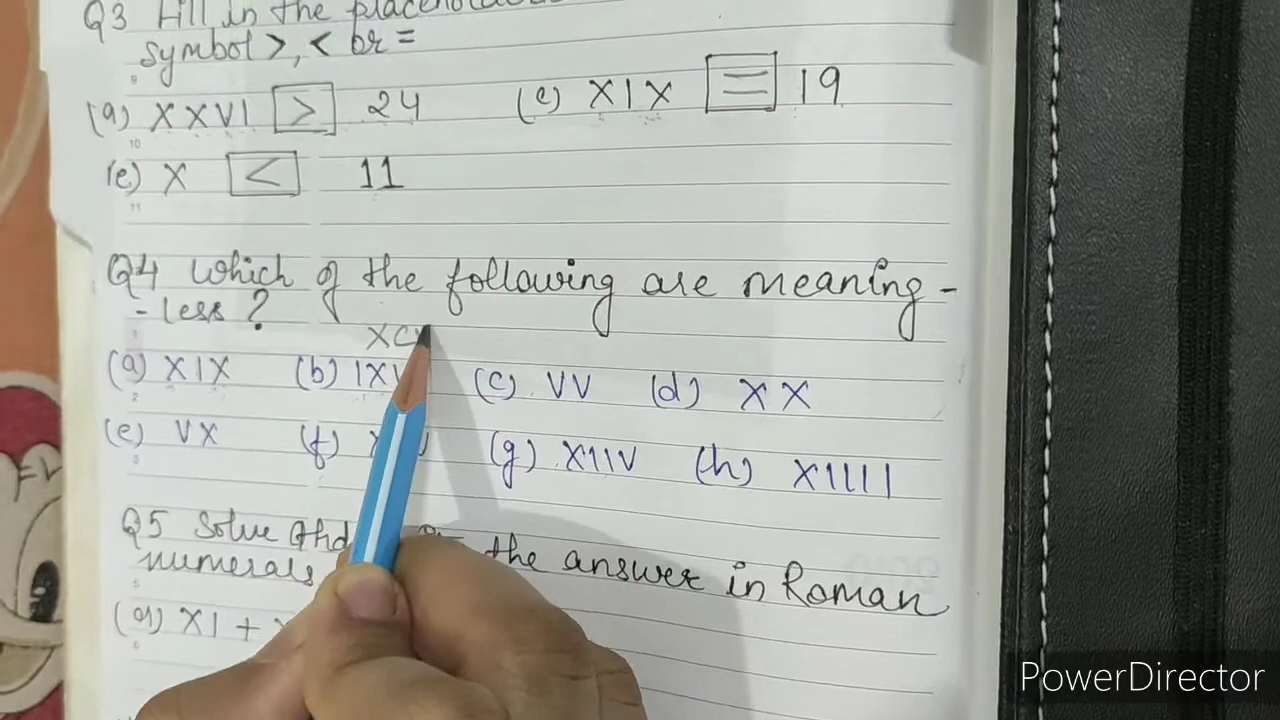 Q3 Fill in the
symbol >, < or =
(a) XXVI > 24 (c) XIX = 19
(e) X < 11
Q4 Which of the following are meaning-
-less ?
(a) XIX (b) (c) VV (d) XX
(e) VX (f) (g) XIIV (h) XIIII
Q5 Solve the answer in Roman
numerals
(a) XI +
PowerDirector